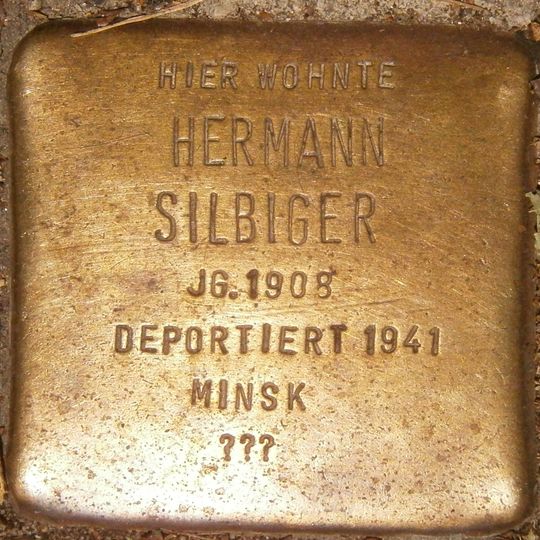 HIER WOHNTE
HERMANN
SILBIGER
JG. 1908
DEPORTIERT 1941
MINSK
???